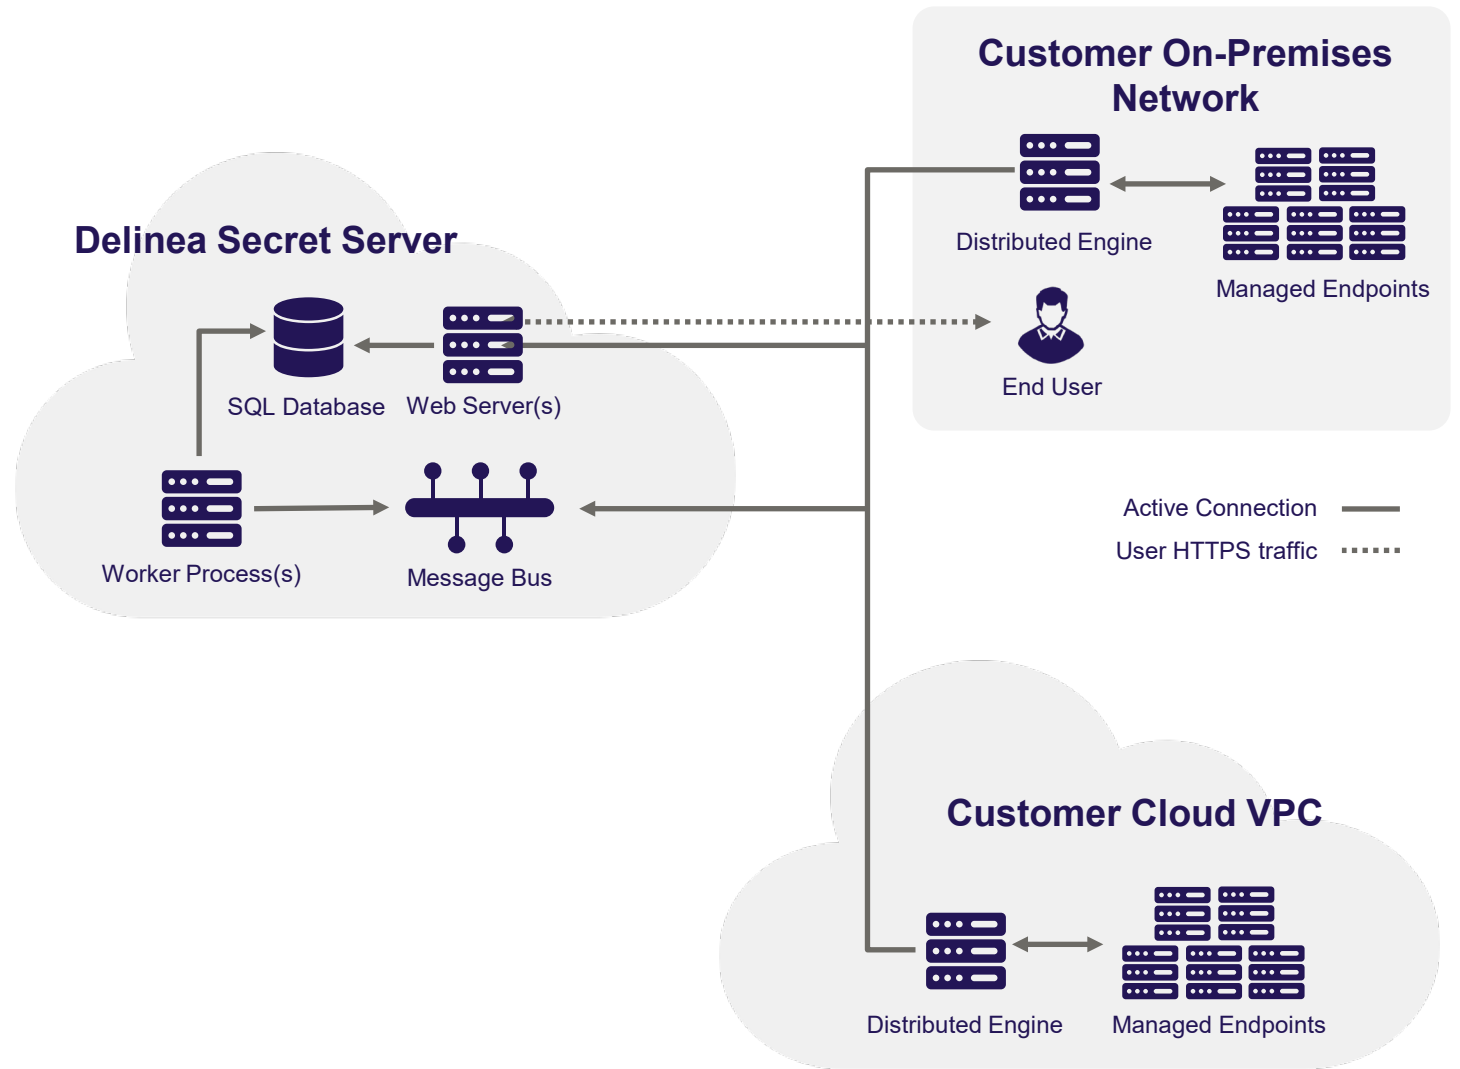 Customer On-Premises
Network
Distributed Engine
Managed Endpoints
End User
Delinea Secret Server
SQL Database
Web Server(s)
Worker Process(s)
Message Bus
Active Connection
User HTTPS traffic
Customer Cloud VPC
Distributed Engine
Managed Endpoints